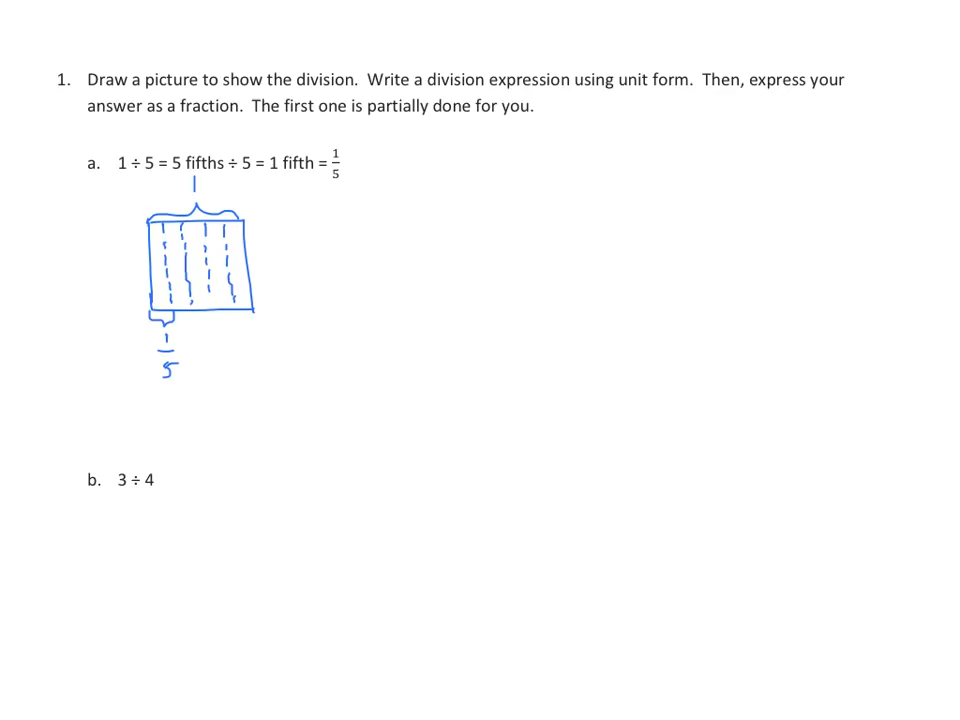 1. Draw a picture to show the division. Write a division expression using unit form. Then, express your
answer as a fraction. The first one is partially done for you.
a. 1 ÷ 5 = 5 fifths ÷ 5 = 1 fifth = 1/5
1
1/5
b. 3 ÷ 4